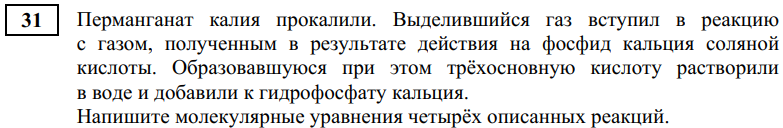 31 Перманганат калия прокалили. Выделившийся газ вступил в реакцию
с газом, полученным в результате действия на фосфид кальция соляной
кислоты. Образовавшуюся при этом трёхосновную кислоту растворили
в воде и добавили к гидрофосфату кальция.
Напишите молекулярные уравнения четырёх описанных реакций.